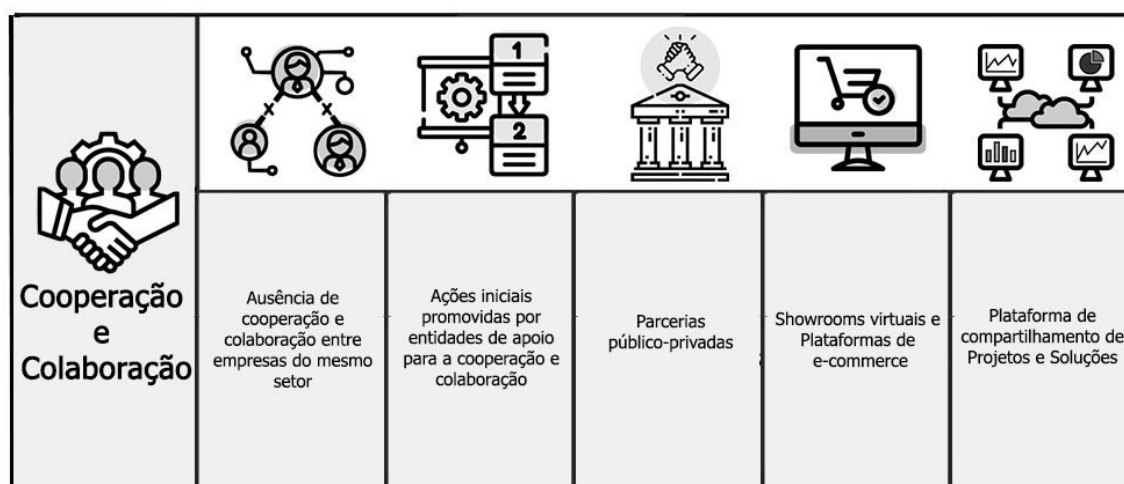 Cooperação
e
Colaboração
1
2
Ausência de
cooperação e
colaboração entre
empresas do mesmo
setor
Ações iniciais
promovidas por
entidades de apoio
para a cooperação e
colaboração
Parcerias
público-privadas
Showrooms virtuais e
Plataformas de
e-commerce
Plataforma de
compartilhamento de
Projetos e Soluções